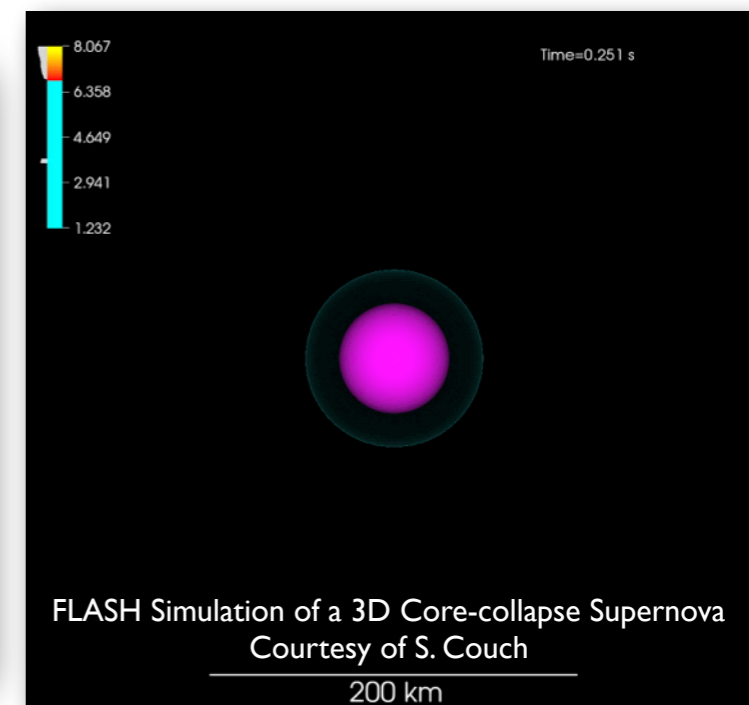 8.067
Time=0.251 s
6.358
4.649
2.941
1.232
FLASH Simulation of a 3D Core-collapse Supernova
Courtesy of S. Couch
200 km